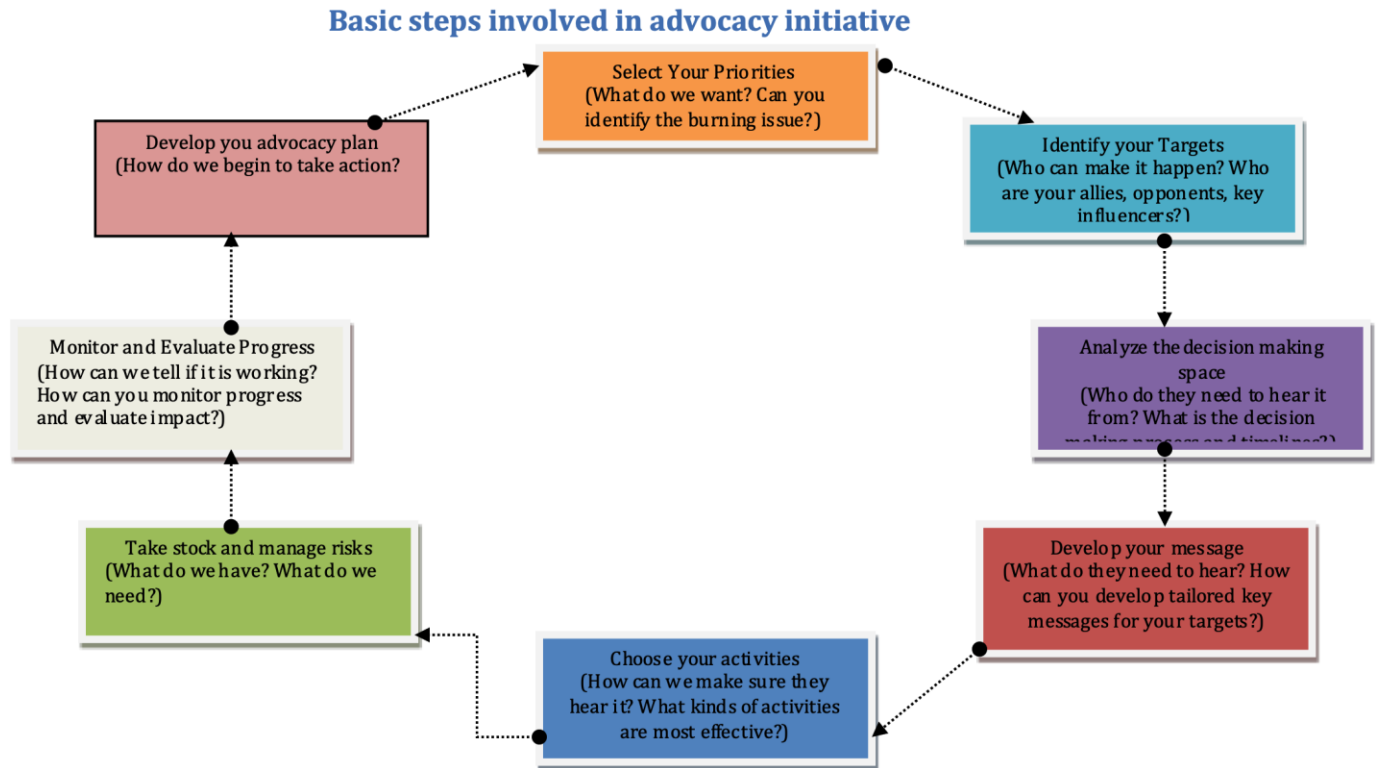 Basic steps involved in advocacy initiative
Select Your Priorities
(What do we want? Can you
identify the burning issue?)
Identify your Targets
(Who can make it happen? Who
are your allies, opponents, key
influencers?)
Analyze the decision making
space
(Who do they need to hear it
from? What is the decision
making process and timelines?)
Develop your message
(What do they need to hear? How
can you develop tailored key
messages for your targets?)
Choose your activities
(How can we make sure they
hear it? What kinds of activities
are most effective?)
Take stock and manage risks
(What do we have? What do we
need?)
Monitor and Evaluate Progress
(How can we tell if it is working?
How can you monitor progress
and evaluate impact?)
Develop you advocacy plan
(How do we begin to take action?